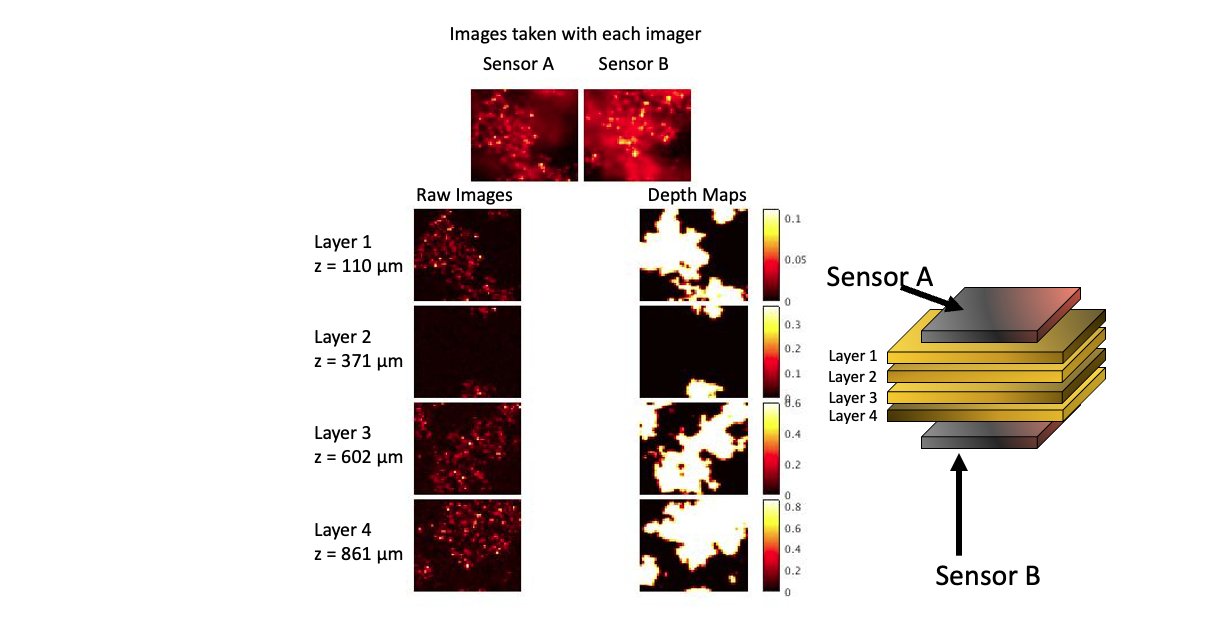 Images taken with each imager
Sensor A
Sensor B
Raw Images
Depth Maps
Layer 1
z = 110 µm
0.1
0.05
0
Layer 2
z = 371 µm
0.3
0.2
0.1
0
Layer 3
z = 602 µm
0.6
0.4
0.2
0
Layer 4
z = 861 µm
0.8
0.6
0.4
0.2
0
Sensor A
Layer 1
Layer 2
Layer 3
Layer 4
Sensor B